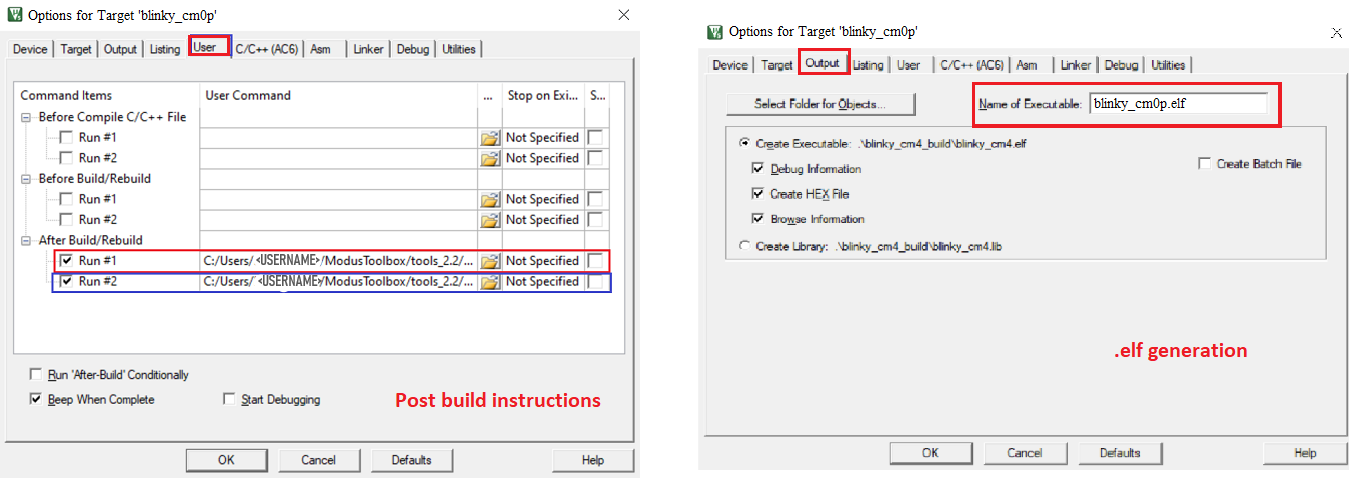 Options for Target 'blinky_cm0p'
Device Target Output Listing User C/C++ (AC6) Asm Linker Debug Utilities
Command Items User Command ... Stop on Exi... S...
Before Compile C/C++ File
Run #1 Not Specified
Run #2 Not Specified
Before Build/Rebuild
Run #1 Not Specified
Run #2 Not Specified
After Build/Rebuild
Run #1 C:/Users/ <USERNAME>/ModusToolbox/tools_2.2/... Not Specified
Run #2 C:/Users/ <USERNAME>/ModusToolbox/tools_2.2/... Not Specified
Run 'After-Build' Conditionally
Beep When Complete Start Debugging
Post build instructions
OK Cancel Defaults Help
Options for Target 'blinky_cm0p'
Device Target Output Listing User C/C++ (AC6) Asm Linker Debug Utilities
Select Folder for Objects... Name of Executable: blinky_cm0p.elf
Create Executable: .\blinky_cm4_build\blinky_cm4.elf
Debug Information Create Batch File
Create HEX File
Browse Information
Create Library: .\blinky_cm4_build\blinky_cm4.lib
.elf generation
OK Cancel Defaults Help